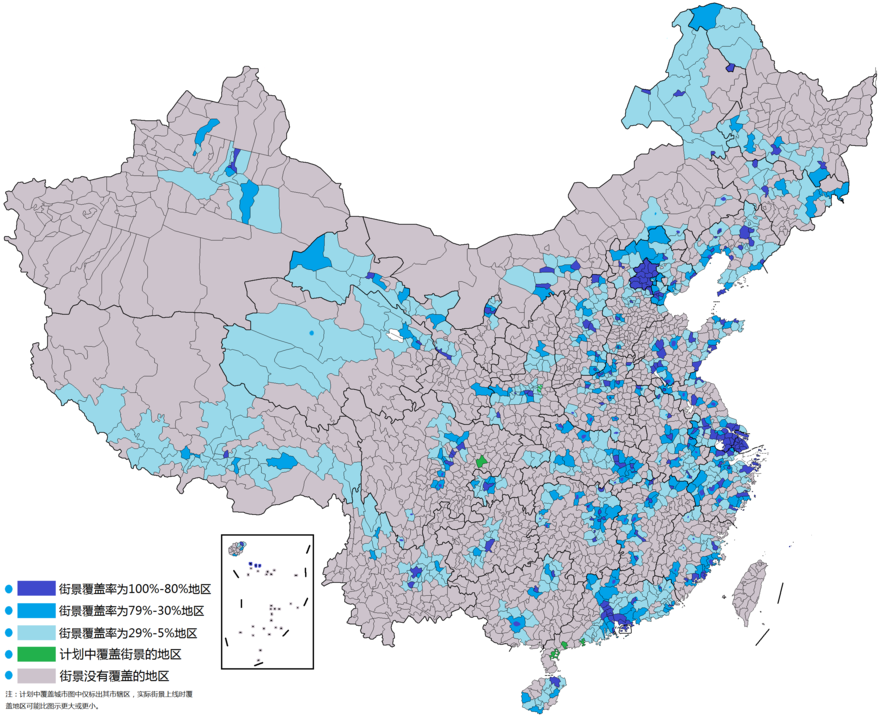 街景覆盖率为100%-80%地区
街景覆盖率为79%-30%地区
街景覆盖率为29%-5%地区
计划中覆盖街景的地区
街景没有覆盖的地区
注：计划中覆盖城市图中仅标出其市辖区，实际街景上线时覆
盖地区可能比图示更大或更小。